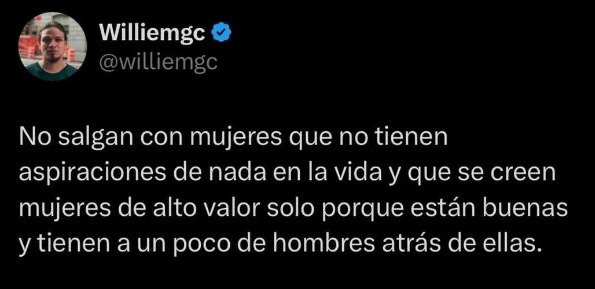 Williemgc
@williemgc
No salgan con mujeres que no tienen
aspiraciones de nada en la vida y que se creen
mujeres de alto valor solo porque están buenas
y tienen a un poco de hombres atrás de ellas.